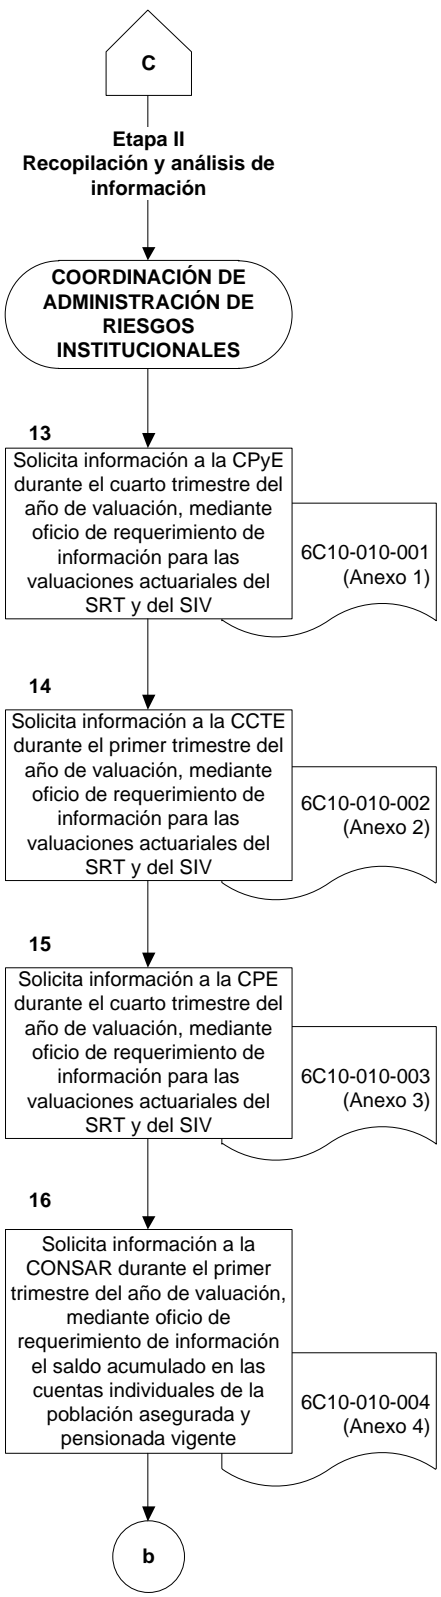 C
Etapa II
Recopilación y análisis de
información
COORDINACIÓN DE
ADMINISTRACIÓN DE
RIESGOS
INSTITUCIONALES
13
Solicita información a la CPyE
durante el cuarto trimestre del
año de valuación, mediante
oficio de requerimiento de
información para las
valuaciones actuariales del
SRT y del SIV
6C10-010-001
(Anexo 1)
14
Solicita información a la CCTE
durante el primer trimestre del
año de valuación, mediante
oficio de requerimiento de
información para las
valuaciones actuariales del
SRT y del SIV
6C10-010-002
(Anexo 2)
15
Solicita información a la CPE
durante el cuarto trimestre del
año de valuación, mediante
oficio de requerimiento de
información para las
valuaciones actuariales del
SRT y del SIV
6C10-010-003
(Anexo 3)
16
Solicita información a la
CONSAR durante el primer
trimestre del año de valuación,
mediante oficio de
requerimiento de información
el saldo acumulado en las
cuentas individuales de la
población asegurada y
pensionada vigente
6C10-010-004
(Anexo 4)
b